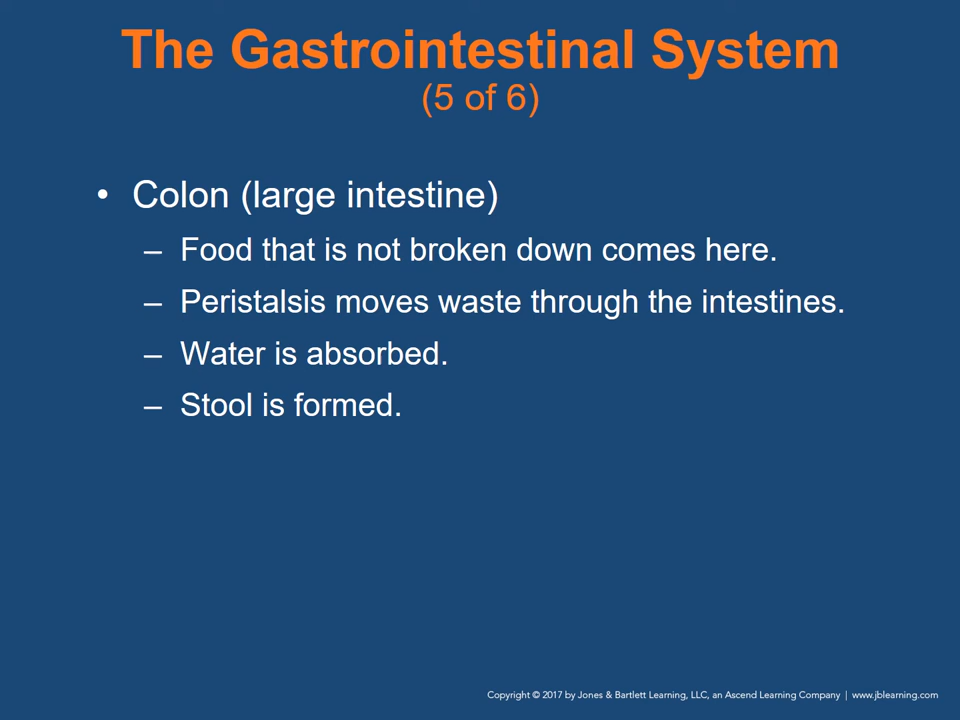 The Gastrointestinal System
(5 of 6)
• Colon (large intestine)
– Food that is not broken down comes here.
– Peristalsis moves waste through the intestines.
– Water is absorbed.
– Stool is formed.
Copyright © 2017 by Jones & Bartlett Learning, LLC, an Ascend Learning Company | www.jblearning.com